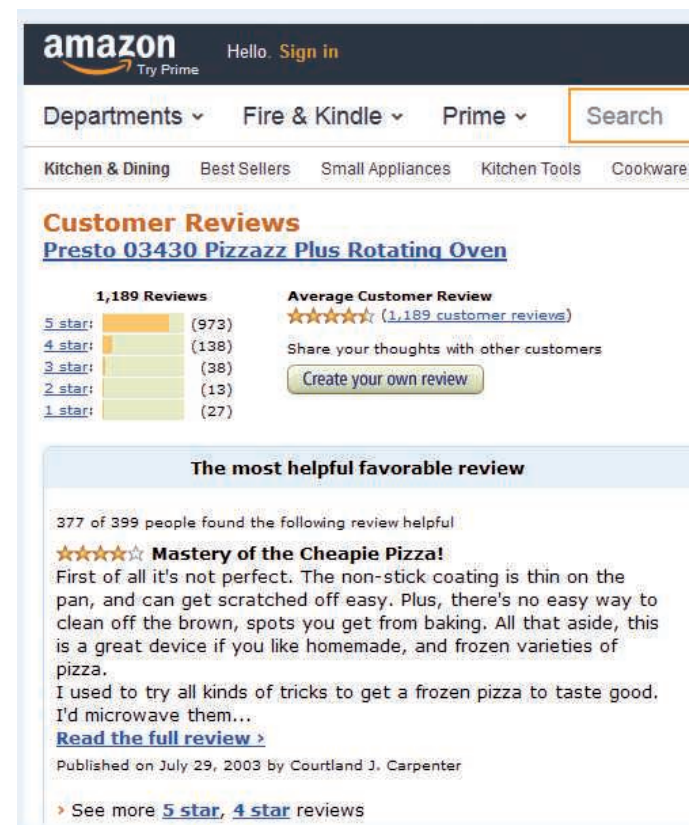 amazon
Try Prime
Hello. Sign in
Departments Fire & Kindle Prime Search
Kitchen & Dining Best Sellers Small Appliances Kitchen Tools Cookware
Customer Reviews
Presto 03430 Pizzazz Plus Rotating Oven
1,189 Reviews
5 star: (973)
4 star: (138)
3 star: (38)
2 star: (13)
1 star: (27)
Average Customer Review
(1,189 customer reviews)
Share your thoughts with other customers
Create your own review
The most helpful favorable review
377 of 399 people found the following review helpful
Mastery of the Cheapie Pizza!
First of all it's not perfect. The non-stick coating is thin on the
pan, and can get scratched off easy. Plus, there's no easy way to
clean off the brown, spots you get from baking. All that aside, this
is a great device if you like homemade, and frozen varieties of
pizza.
I used to try all kinds of tricks to get a frozen pizza to taste good.
I'd microwave them...
Read the full review ›
Published on July 29, 2003 by Courtland J. Carpenter
› See more 5 star, 4 star reviews